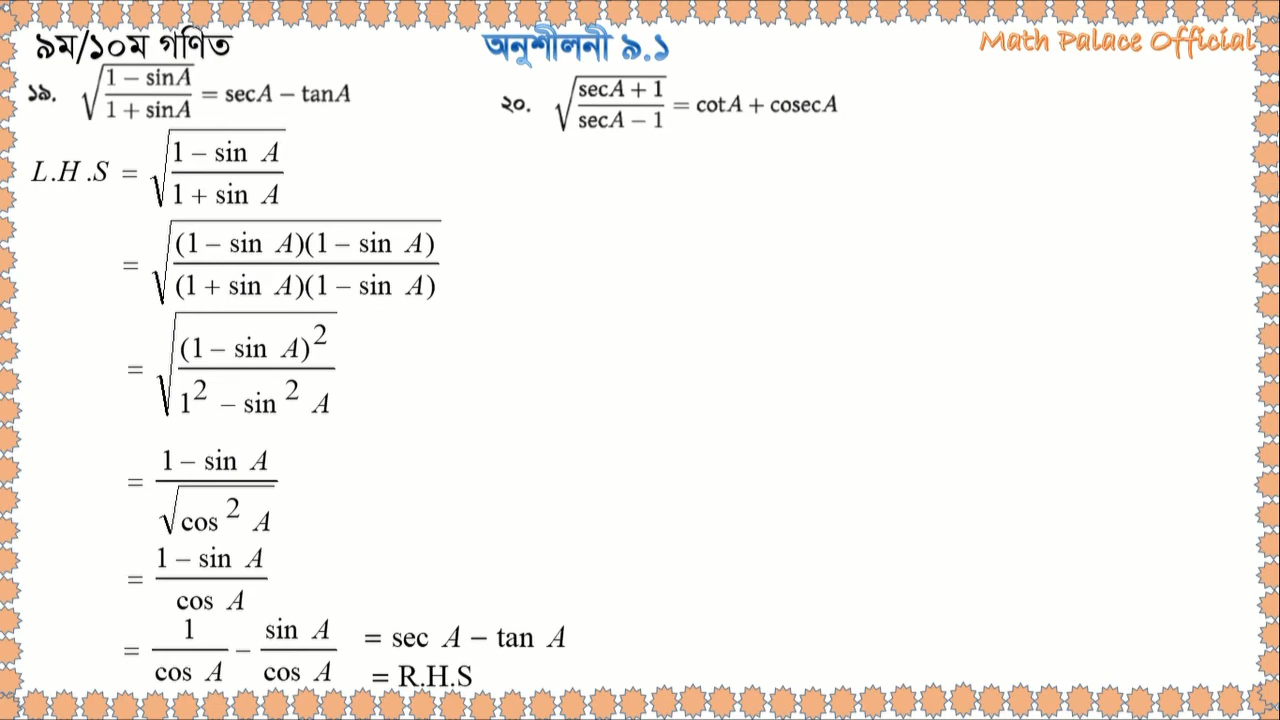 ৯ম/১০ম গণিত
অনুশীলনী ৯.১
Math Palace Official
১৯. √((1 − sinA)/(1 + sinA)) = secA − tanA
২০. √((secA + 1)/(secA − 1)) = cotA + cosecA
L.H.S = √((1 − sin A)/(1 + sin A))
= √(((1 − sin A)(1 − sin A))/((1 + sin A)(1 − sin A)))
= √((1 − sin A)²/(1² − sin² A))
= (1 − sin A)/√(cos² A)
= (1 − sin A)/(cos A)
= 1/(cos A) − (sin A)/(cos A)
= sec A − tan A
= R.H.S